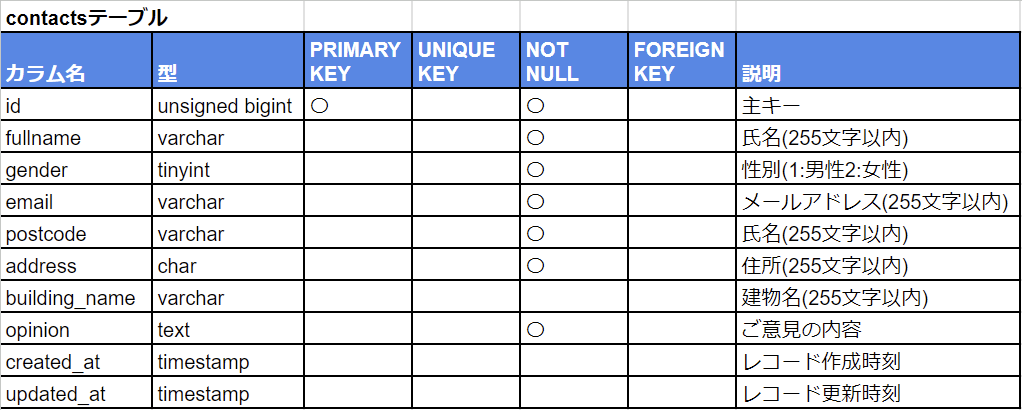 contactsテーブル
カラム名 型 PRIMARY KEY UNIQUE KEY NOT NULL FOREIGN KEY 説明
id unsigned bigint 〇 〇 主キー
fullname varchar 〇 氏名(255文字以内)
gender tinyint 〇 性別(1:男性2:女性)
email varchar 〇 メールアドレス(255文字以内)
postcode varchar 〇 氏名(255文字以内)
address char 〇 住所(255文字以内)
building_name varchar 建物名(255文字以内)
opinion text 〇 ご意見の内容
created_at timestamp レコード作成時刻
updated_at timestamp レコード更新時刻